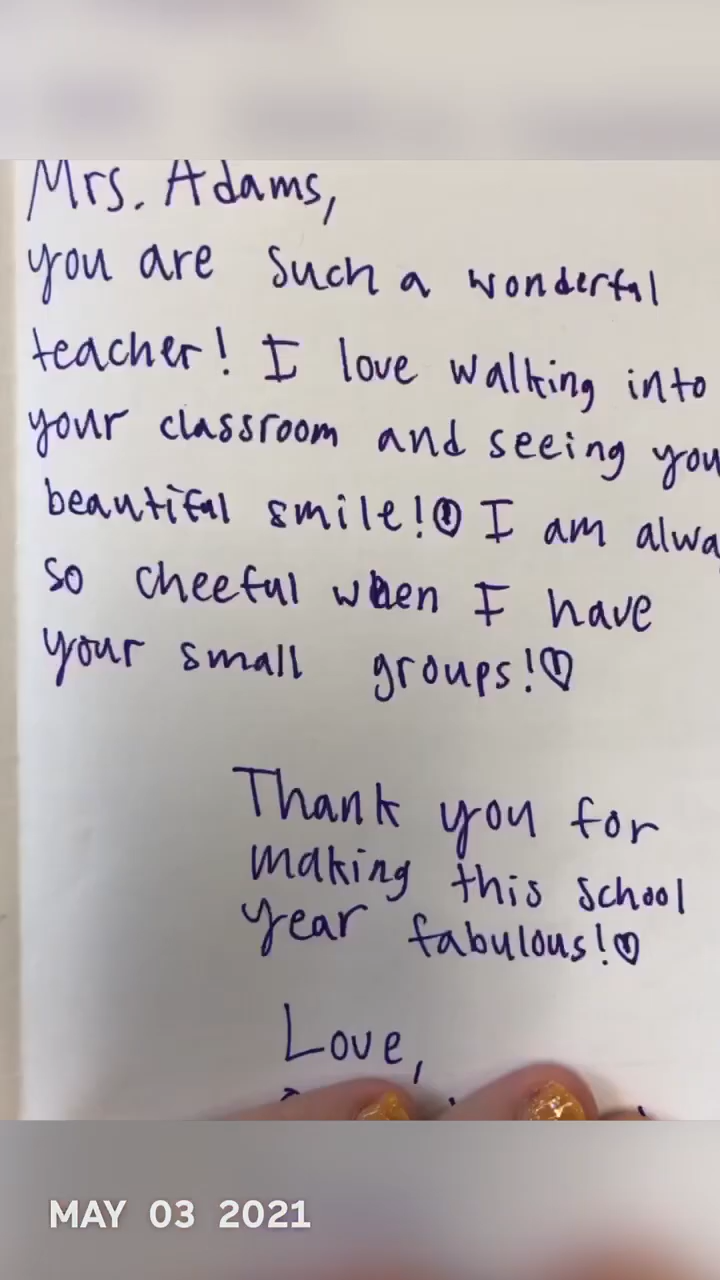 Mrs. Adams,
you are such a wonderful
teacher! I love walking into
your classroom and seeing you
beautiful smile! I am alwa
so cheeful when I have
your small groups!♡
Thank you for
making this school
year fabulous!♡
Love,
MAY 03 2021